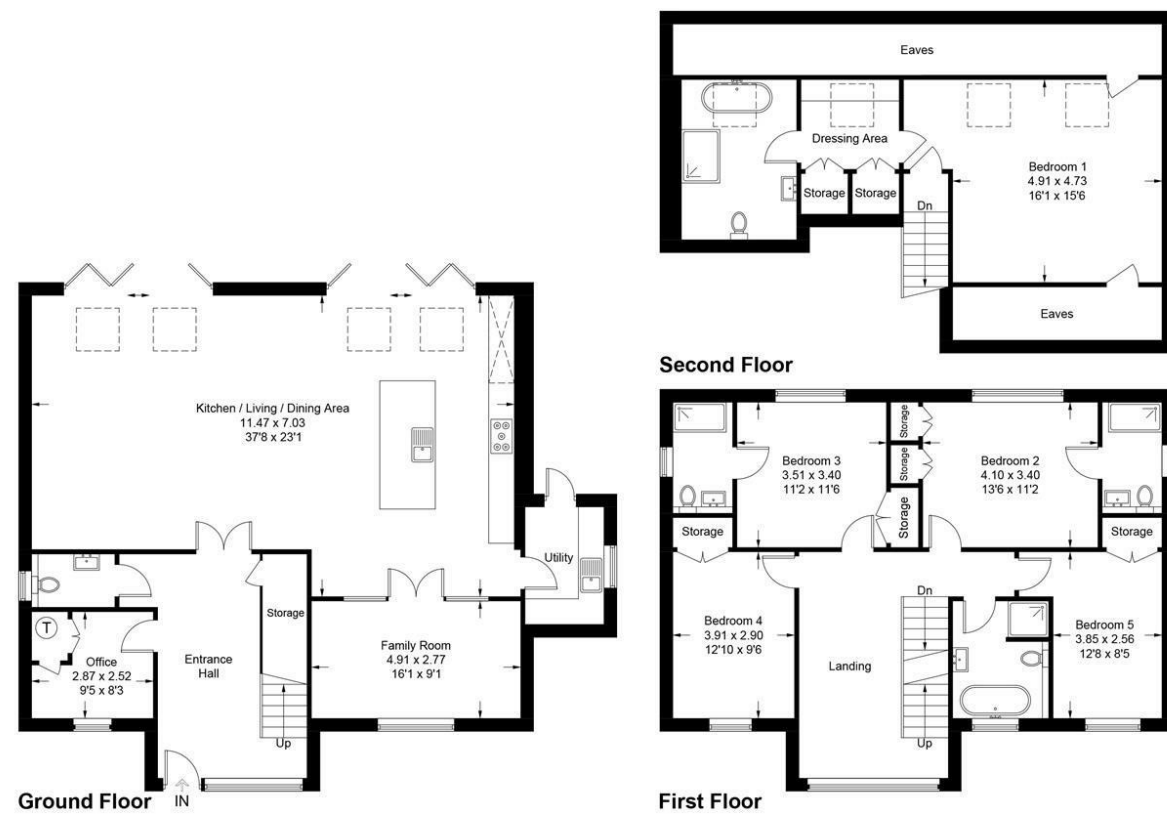 Eaves
Dressing Area
Storage
Storage
Dn
Bedroom 1
4.91 x 4.73
16'1 x 15'6
Eaves
Second Floor
Kitchen / Living / Dining Area
11.47 x 7.03
37'8 x 23'1
Utility
Storage
T
Office
2.87 x 2.52
9'5 x 8'3
Entrance
Hall
Family Room
4.91 x 2.77
16'1 x 9'1
Up
IN
Ground Floor
Bedroom 3
3.51 x 3.40
11'2 x 11'6
Storage
Storage
Storage
Bedroom 2
4.10 x 3.40
13'6 x 11'2
Storage
Storage
Bedroom 4
3.91 x 2.90
12'10 x 9'6
Landing
Dn
Up
Bedroom 5
3.85 x 2.56
12'8 x 8'5
First Floor